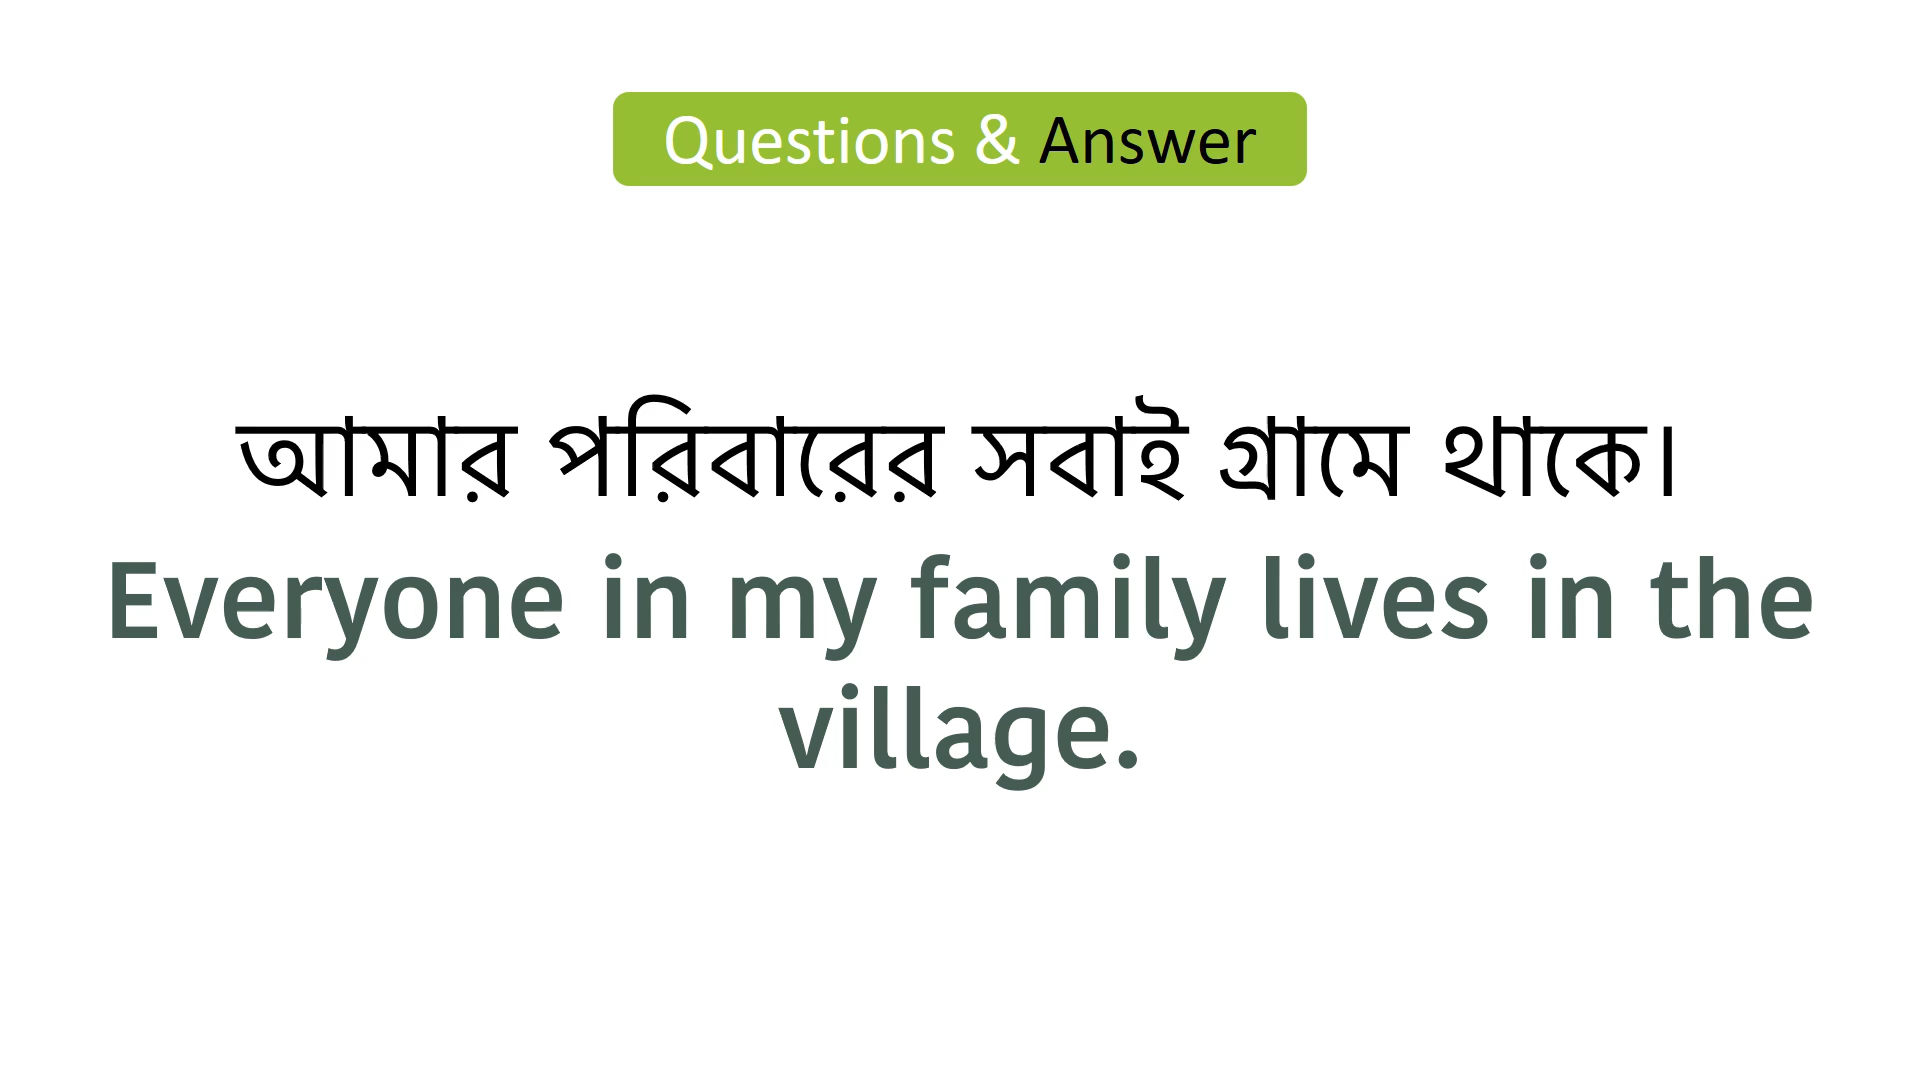 Questions & Answer
আমার পরিবারের সবাই গ্রামে থাকে।
Everyone in my family lives in the
village.